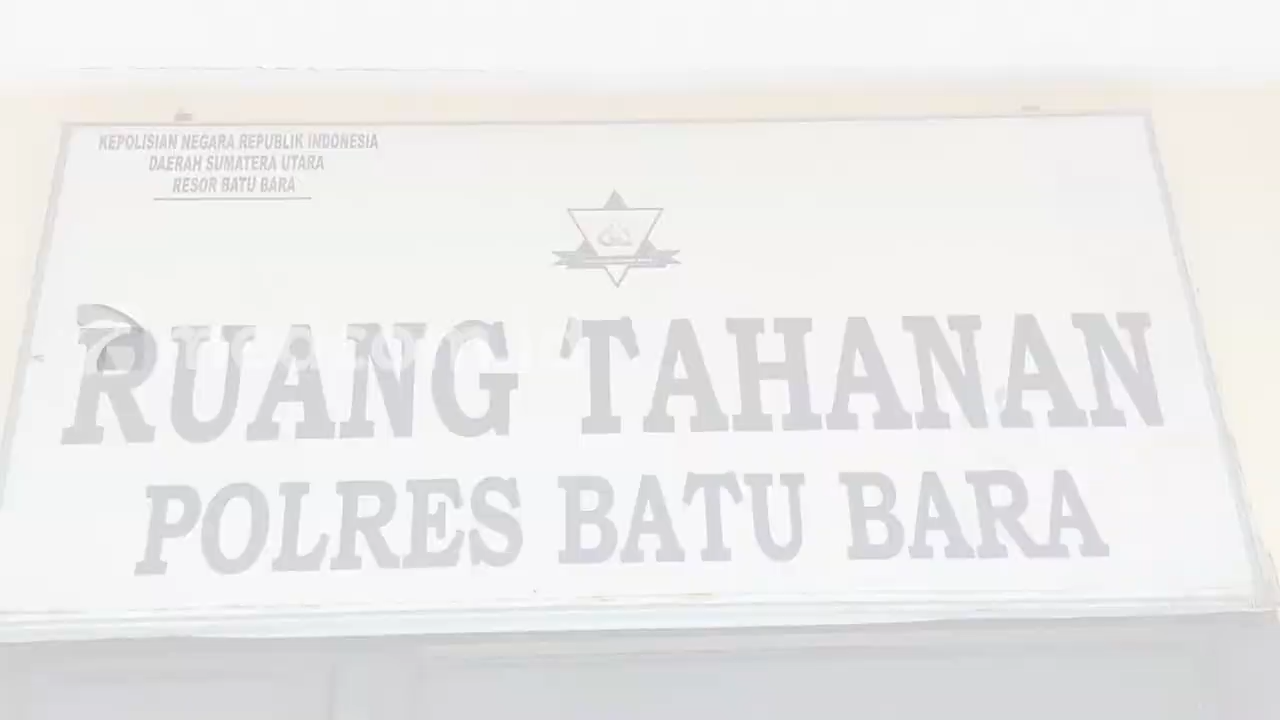 KEPOLISIAN NEGARA REPUBLIK INDONESIA
DAERAH SUMATERA UTARA
RESOR BATU BARA
RUANG TAHANAN
POLRES BATU BARA